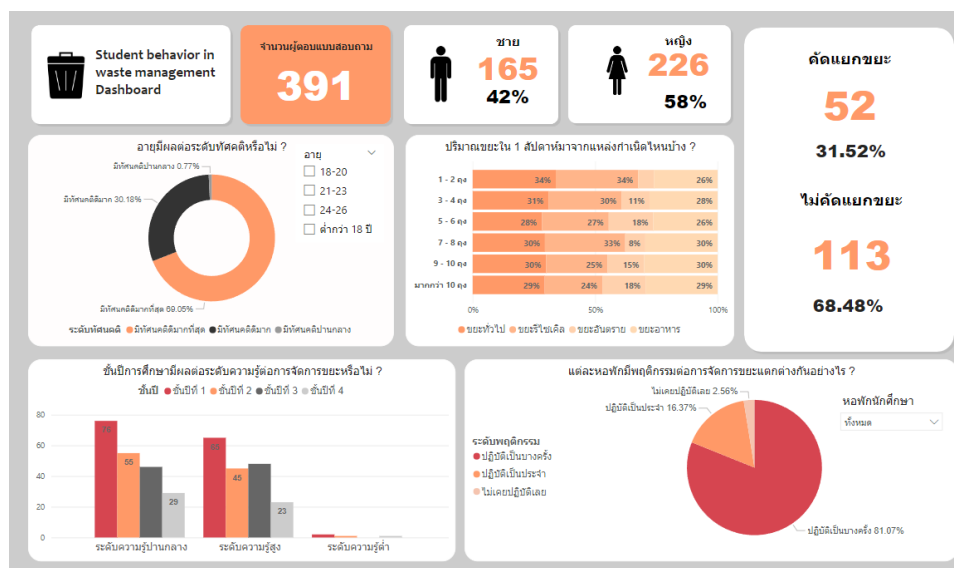 Student behavior in
waste management
Dashboard
จำนวนผู้ตอบแบบสอบถาม
391
ชาย
165
42%
หญิง
226
58%
คัดแยกขยะ
52
31.52%
ไม่คัดแยกขยะ
113
68.48%
อายุมีผลต่อระดับทัศคติหรือไม่ ?
มีทัศนคติปานกลาง 0.77%
มีทัศนคติดีมาก 30.18%
มีทัศนคติดีมากที่สุด 69.05%
อายุ
18-20
21-23
24-26
ต่ำกว่า 18 ปี
ระดับทัศนคติ มีทัศนคติดีมากที่สุด มีทัศนคติดีมาก มีทัศนคติปานกลาง
ปริมาณขยะใน 1 สัปดาห์มาจากแหล่งกำเนิดไหนบ้าง ?
1 - 2 ถุง 34% 34% 26%
3 - 4 ถุง 31% 30% 11% 28%
5 - 6 ถุง 28% 27% 18% 26%
7 - 8 ถุง 30% 33% 8% 30%
9 - 10 ถุง 30% 25% 15% 30%
มากกว่า 10 ถุง 29% 24% 18% 29%
0% 50% 100%
ขยะทั่วไป ขยะรีไซเคิล ขยะอันตราย ขยะอาหาร
ชั้นปีการศึกษามีผลต่อระดับความรู้ต่อการจัดการขยะหรือไม่ ?
ชั้นปี ชั้นปีที่ 1 ชั้นปีที่ 2 ชั้นปีที่ 3 ชั้นปีที่ 4
80
60
40
20
0
55
29
45
23
ระดับความรู้ปานกลาง ระดับความรู้สูง ระดับความรู้ต่ำ
แต่ละหอพักมีพฤติกรรมต่อการจัดการขยะแตกต่างกันอย่างไร ?
ไม่เคยปฏิบัติเลย 2.56%
ปฏิบัติเป็นประจำ 16.37%
ปฏิบัติเป็นบางครั้ง 81.07%
ระดับพฤติกรรม
ปฏิบัติเป็นบางครั้ง
ปฏิบัติเป็นประจำ
ไม่เคยปฏิบัติเลย
หอพักนักศึกษา
ทั้งหมด